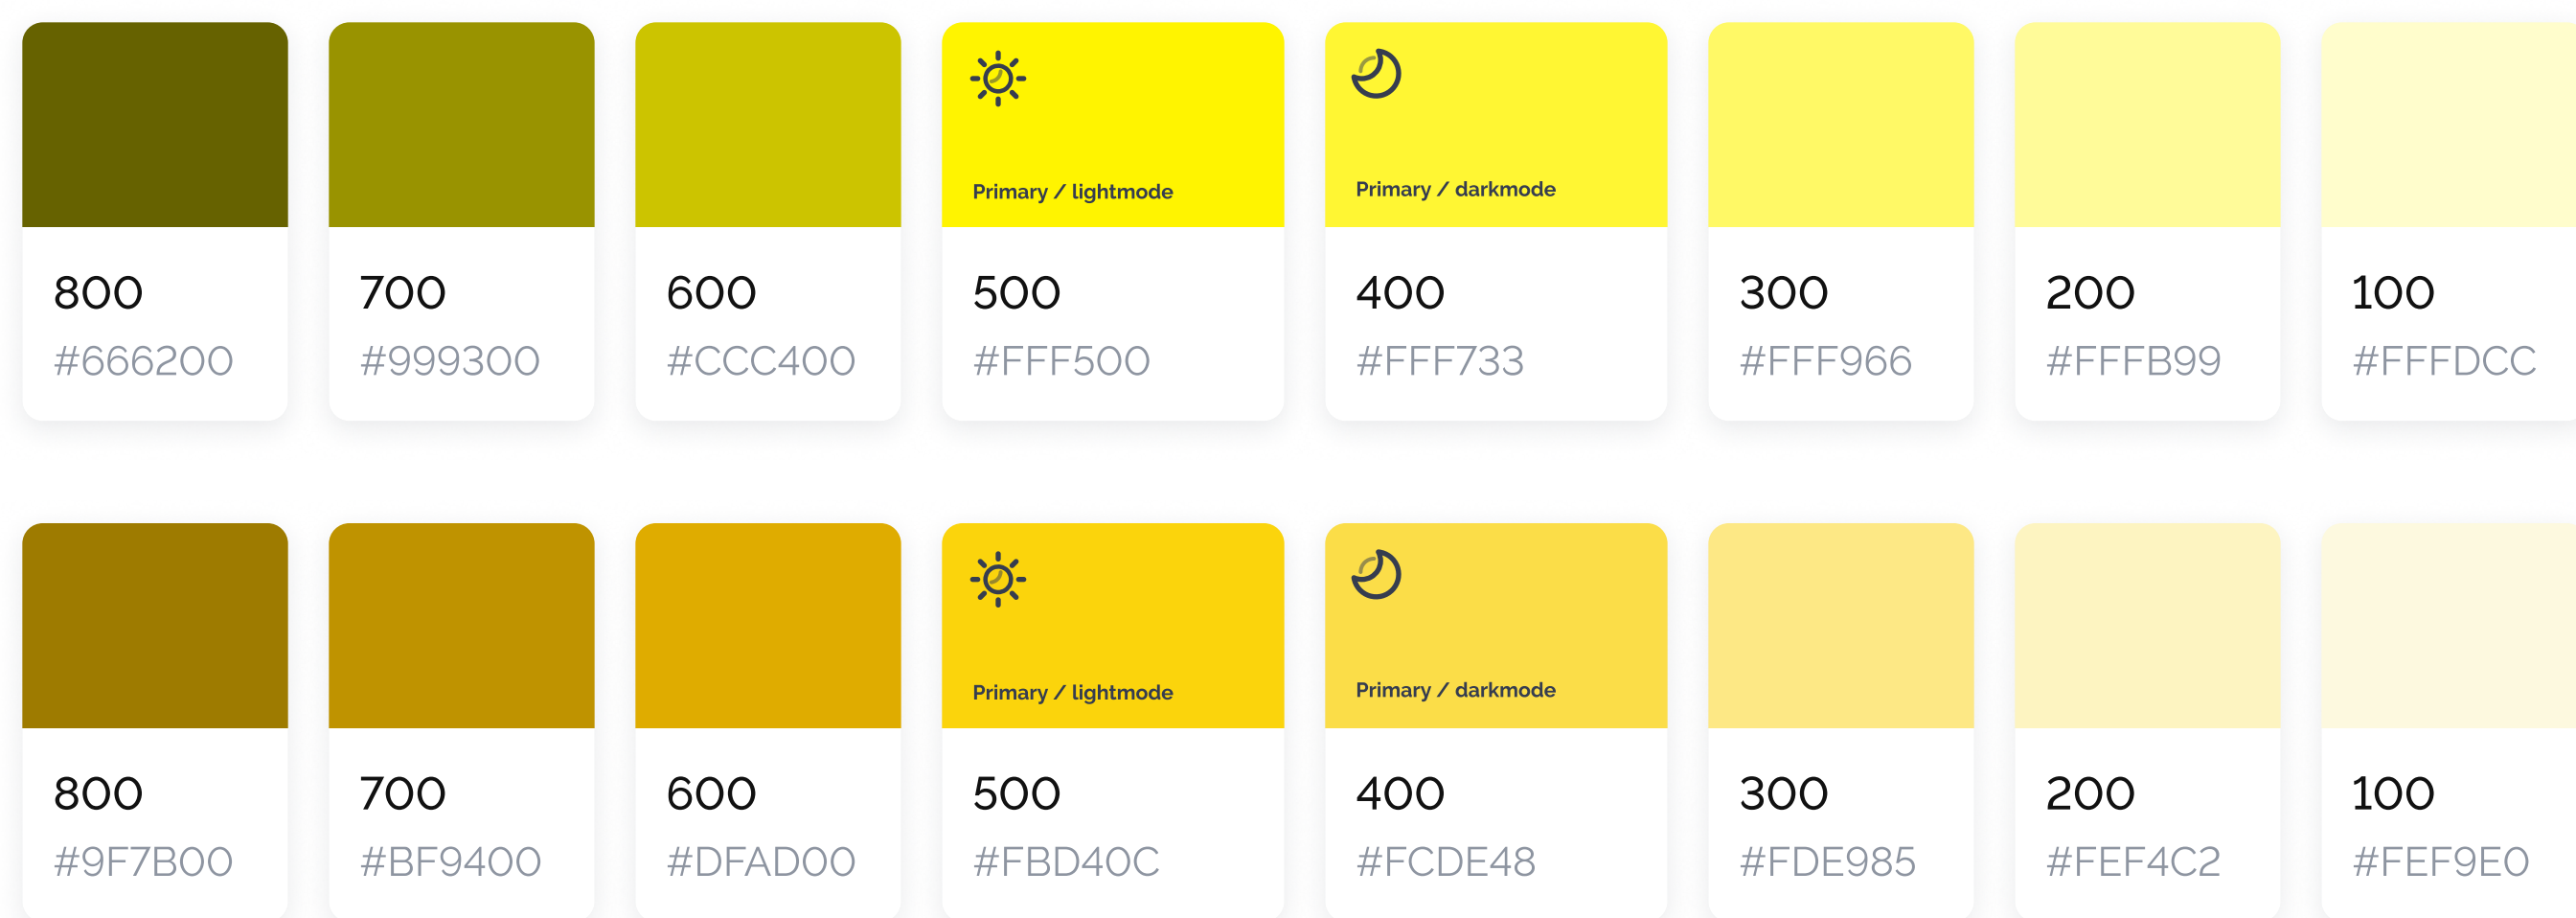 Primary / lightmode
Primary / darkmode
800
700
600
500
400
300
200
100
#666200
#999300
#CCC400
#FFF500
#FFF733
#FFF966
#FFFB99
#FFFDCC
Primary / lightmode
Primary / darkmode
800
700
600
500
400
300
200
100
#9F7B00
#BF9400
#DFAD00
#FBD40C
#FCDE48
#FDE985
#FEF4C2
#FEF9E0